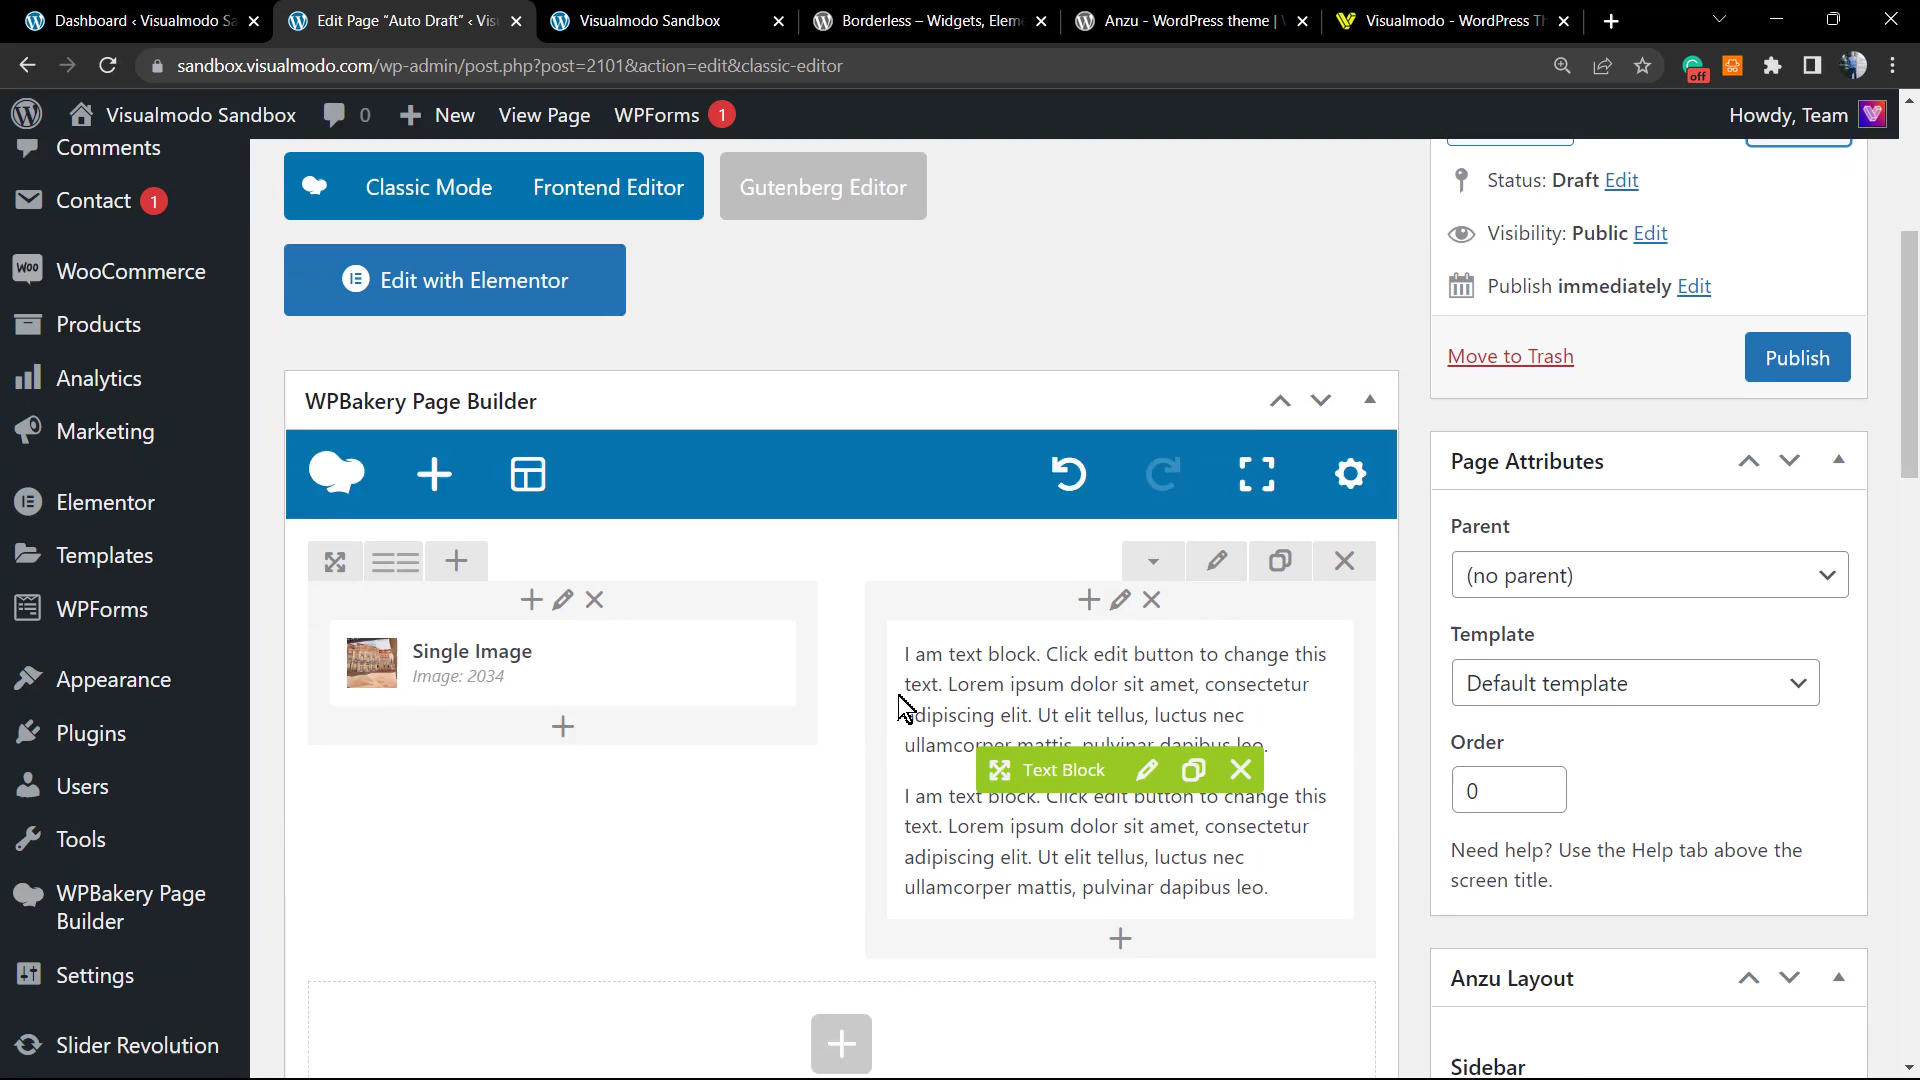 Dashboard ‹ Visualmodo Sa
Edit Page “Auto Draft” ‹ Vis
Visualmodo Sandbox
Borderless – Widgets, Elem
Anzu - WordPress theme |
Visualmodo - WordPress Th
sandbox.visualmodo.com/wp-admin/post.php?post=2101&action=edit&classic-editor
off
Visualmodo Sandbox
0
New
View Page
WPForms
1
Howdy, Team
Comments
Contact 1
WooCommerce
Products
Analytics
Marketing
Elementor
Templates
WPForms
Appearance
Plugins
Users
Tools
WPBakery Page
Builder
Settings
Slider Revolution
Classic Mode
Frontend Editor
Gutenberg Editor
Edit with Elementor
WPBakery Page Builder
Single Image
Image: 2034
I am text block. Click edit button to change this
text. Lorem ipsum dolor sit amet, consectetur
adipiscing elit. Ut elit tellus, luctus nec
ullamcorper mattis, pulvinar dapibus leo.
Text Block
I am text block. Click edit button to change this
text. Lorem ipsum dolor sit amet, consectetur
adipiscing elit. Ut elit tellus, luctus nec
ullamcorper mattis, pulvinar dapibus leo.
Status: Draft Edit
Visibility: Public Edit
Publish immediately Edit
Move to Trash
Publish
Page Attributes
Parent
(no parent)
Template
Default template
Order
0
Need help? Use the Help tab above the
screen title.
Anzu Layout
Sidebar